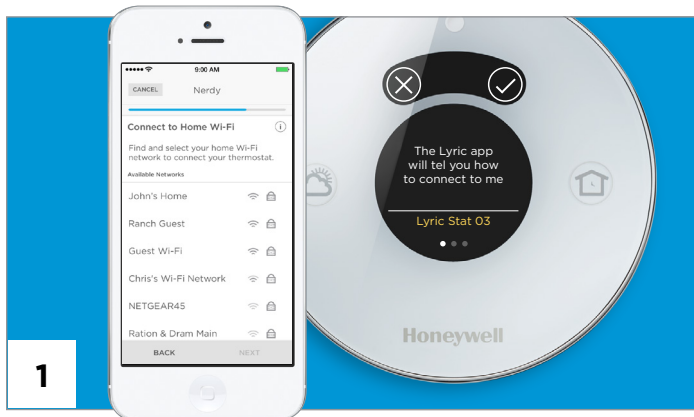 9:00 AM
CANCEL
Nerdy
Connect to Home Wi-Fi
i
Find and select your home Wi-Fi
network to connect your thermostat.
Available Networks
John's Home
Ranch Guest
Guest Wi-Fi
Chris's Wi-Fi Network
NETGEAR45
Ration & Dram Main
BACK
NEXT
The Lyric app
will tel you how
to connect to me
Lyric Stat 03
Honeywell
1